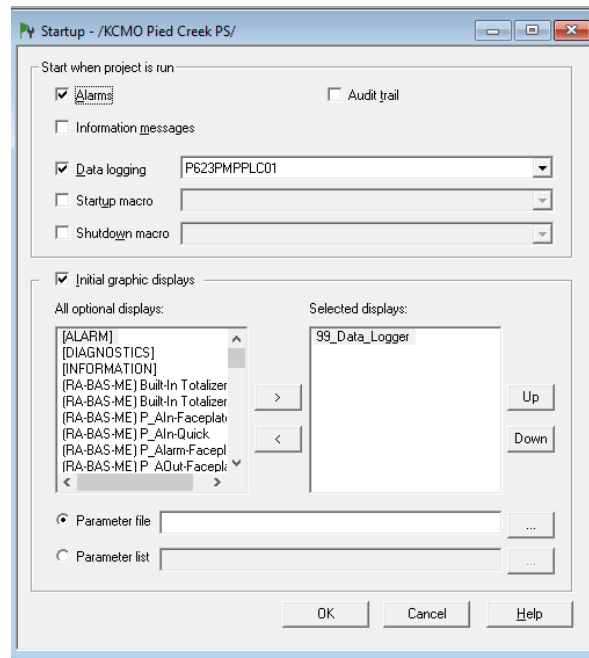 Startup - /KCMO Pied Creek PS/
Start when project is run
Alarms
Audit trail
Information messages
Data logging P623PMPPLC01
Startup macro
Shutdown macro
Initial graphic displays
All optional displays:
Selected displays:
[ALARM]
[DIAGNOSTICS]
[INFORMATION]
(RA-BAS-ME) Built-In Totalizer
(RA-BAS-ME) Built-In Totalizer
(RA-BAS-ME) P_AIn-Faceplat
(RA-BAS-ME) P_AIn-Quick
(RA-BAS-ME) P_Alarm-Facepl
(RA-BAS-ME) P_AOut-Facepl
99_Data_Logger
>
<
Up
Down
Parameter file
...
Parameter list
...
OK
Cancel
Help